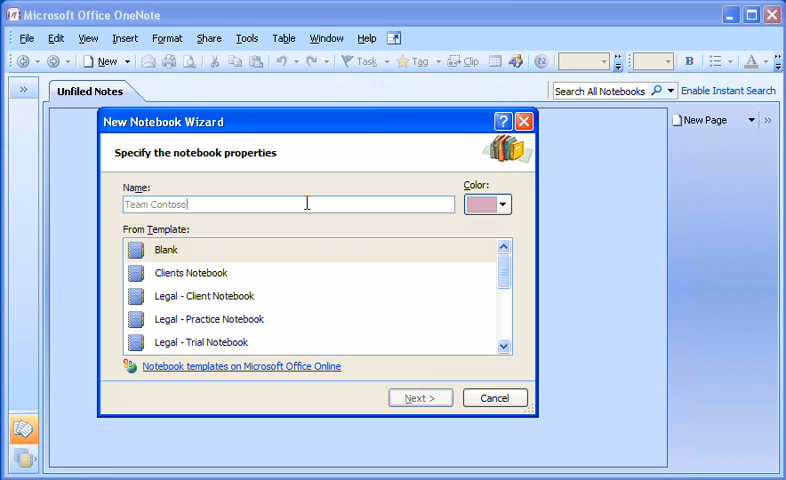 Microsoft Office OneNote
File Edit View Insert Format Share Tools Table Window Help
New Task Tag Clip B A
Unfiled Notes
Search All Notebooks Enable Instant Search
New Page
New Notebook Wizard
Specify the notebook properties
Name:
Color:
Team Contoso
From Template:
Blank
Clients Notebook
Legal - Client Notebook
Legal - Practice Notebook
Legal - Trial Notebook
Notebook templates on Microsoft Office Online
Next >
Cancel